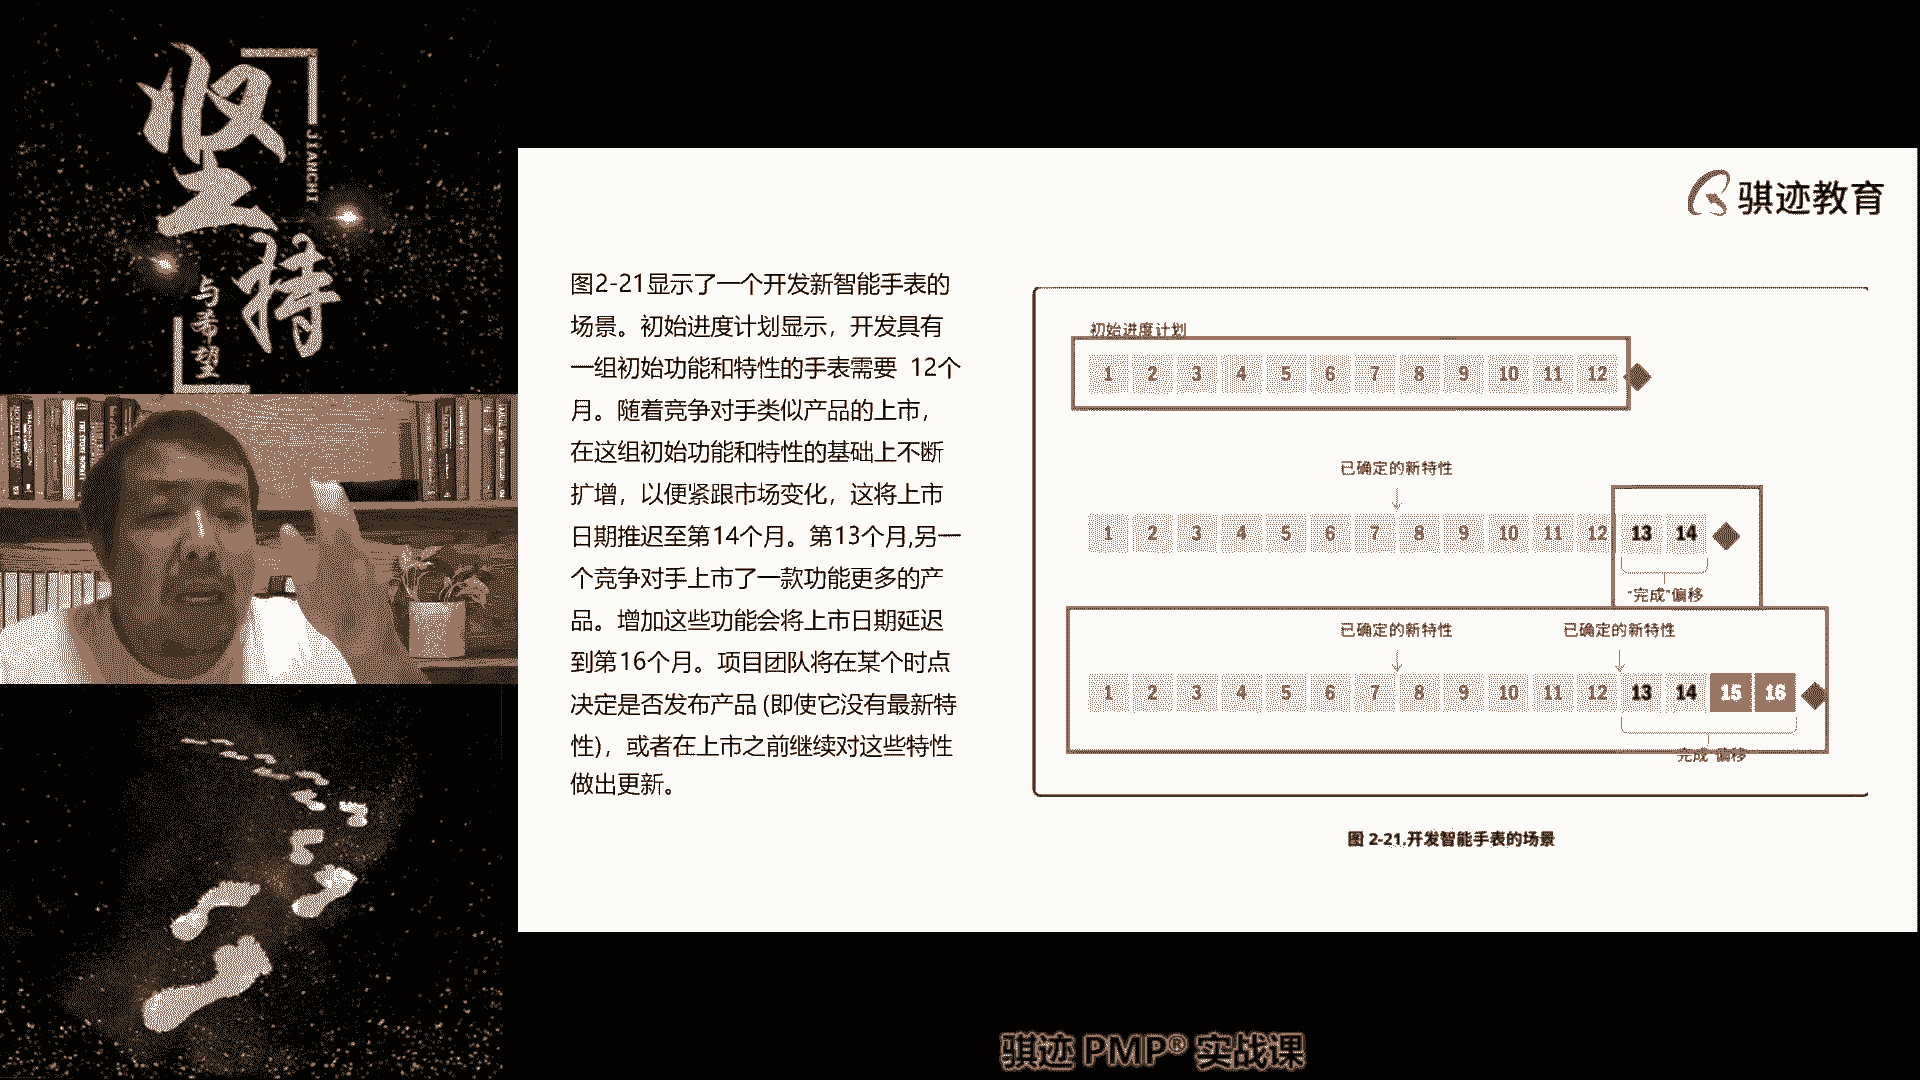 坚持
JIANCHI
与希望
骐迹教育
图2-21显示了一个开发新智能手表的
场景。初始进度计划显示，开发具有
一组初始功能和特性的手表需要 12个
月。随着竞争对手类似产品的上市，
在这组初始功能和特性的基础上不断
扩增，以便紧跟市场变化，这将上市
日期推迟至第14个月。第13个月,另一
个竞争对手上市了一款功能更多的产
品。增加这些功能会将上市日期延迟
到第16个月。项目团队将在某个时点
决定是否发布产品 (即使它没有最新特
性)，或者在上市之前继续对这些特性
做出更新。
初始进度计划
1 2 3 4 5 6 7 8 9 10 11 12
已确定的新特性
1 2 3 4 5 6 7 8 9 10 11 12 13 14
“完成”偏移
已确定的新特性 已确定的新特性
1 2 3 4 5 6 7 8 9 10 11 12 13 14 15 16
完成”偏移
图 2-21.开发智能手表的场景
骐迹 PMP® 实战课